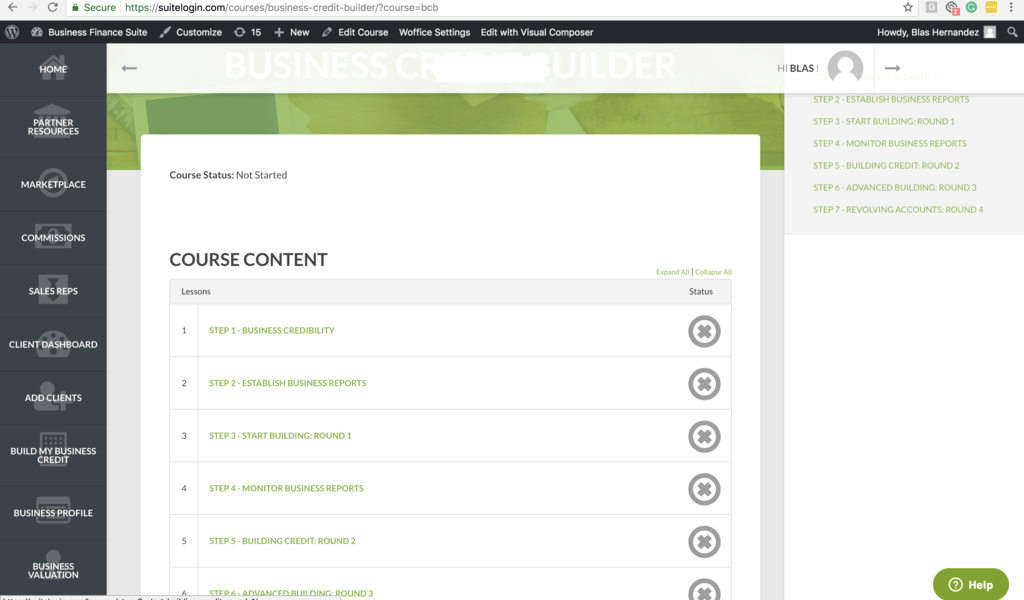 Secure https://suitelogin.com/courses/business-credit-builder/?course=bcb
Business Finance Suite Customize 15 New Edit Course Woffice Settings Edit with Visual Composer Howdy, Blas Hernandez
HOME
PARTNER
RESOURCES
MARKETPLACE
COMMISSIONS
SALES REPS
CLIENT DASHBOARD
ADD CLIENTS
BUILD MY BUSINESS
CREDIT
BUSINESS PROFILE
BUSINESS
VALUATION
BUSINESS CREDIT BUILDER
HI BLAS !
Course Status: Not Started
COURSE CONTENT
Expand All | Collapse All
Lessons Status
1 STEP 1 - BUSINESS CREDIBILITY
2 STEP 2 - ESTABLISH BUSINESS REPORTS
3 STEP 3 - START BUILDING: ROUND 1
4 STEP 4 - MONITOR BUSINESS REPORTS
5 STEP 5 - BUILDING CREDIT: ROUND 2
6 STEP 6 - ADVANCED BUILDING: ROUND 3
STEP 2 - ESTABLISH BUSINESS REPORTS
STEP 3 - START BUILDING: ROUND 1
STEP 4 - MONITOR BUSINESS REPORTS
STEP 5 - BUILDING CREDIT: ROUND 2
STEP 6 - ADVANCED BUILDING: ROUND 3
STEP 7 - REVOLVING ACCOUNTS: ROUND 4
Help